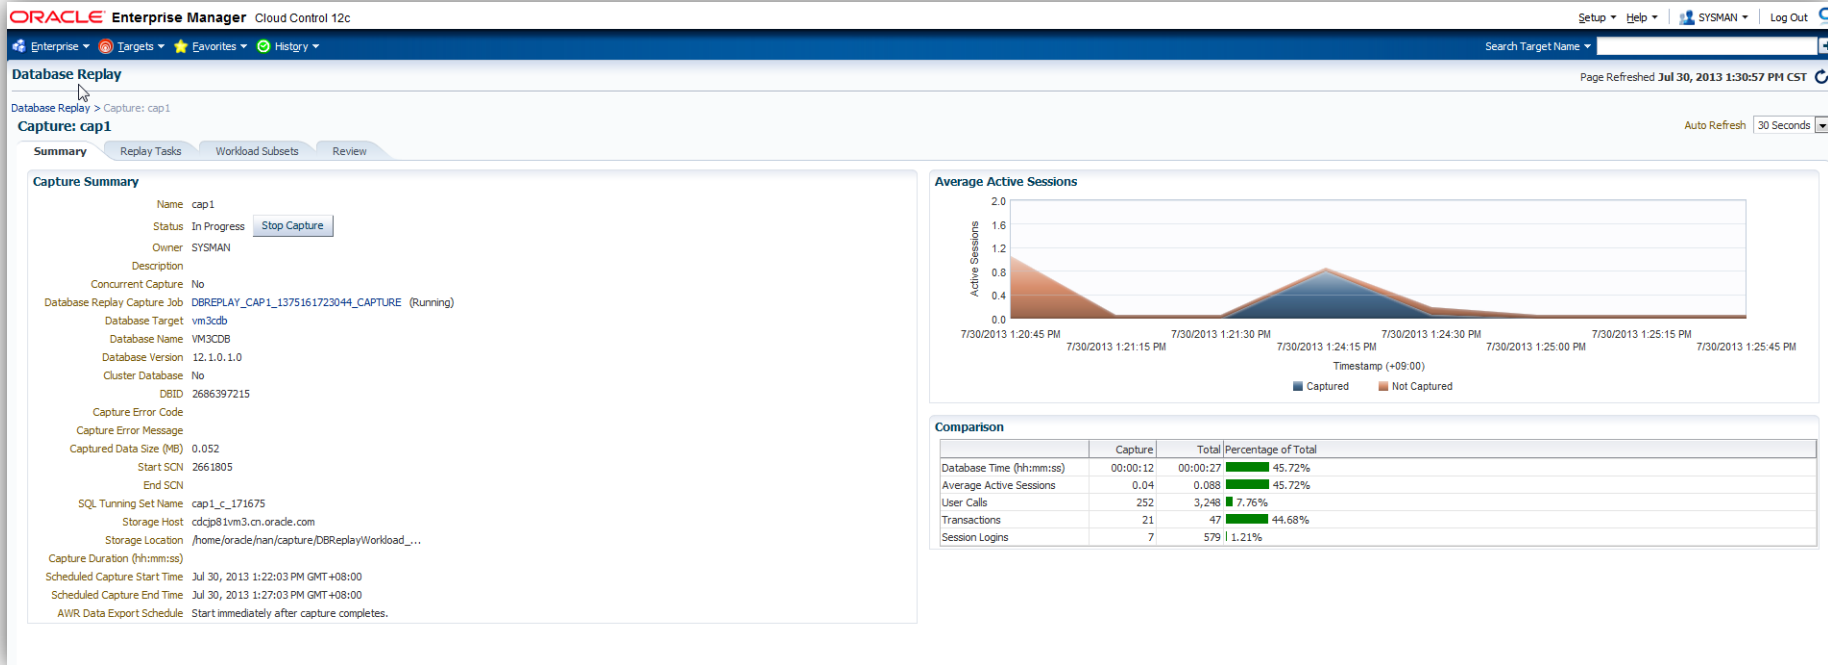 ORACLE Enterprise Manager Cloud Control 12c
Setup Help SYSMAN Log Out
Enterprise Targets Favorites History Search Target Name
Database Replay
Page Refreshed Jul 30, 2013 1:30:57 PM CST
Database Replay > Capture: cap1
Capture: cap1
Auto Refresh 30 Seconds
Summary Replay Tasks Workload Subsets Review
Capture Summary
Name cap1
Status In Progress Stop Capture
Owner SYSMAN
Description
Concurrent Capture No
Database Replay Capture Job DBREPLAY_CAP1_1375161723044_CAPTURE (Running)
Database Target vm3cdb
Database Name VM3CDB
Database Version 12.1.0.1.0
Cluster Database No
DBID 2686397215
Capture Error Code
Capture Error Message
Captured Data Size (MB) 0.052
Start SCN 2661805
End SCN
SQL Tunning Set Name cap1_c_171675
Storage Host cdcjp81vm3.cn.oracle.com
Storage Location /home/oracle/nan/capture/DBReplayWorkload_...
Capture Duration (hh:mm:ss)
Scheduled Capture Start Time Jul 30, 2013 1:22:03 PM GMT+08:00
Scheduled Capture End Time Jul 30, 2013 1:27:03 PM GMT+08:00
AWR Data Export Schedule Start immediately after capture completes.
Average Active Sessions
Active Sessions
2.0
1.6
1.2
0.8
0.4
0.0
7/30/2013 1:20:45 PM 7/30/2013 1:21:30 PM 7/30/2013 1:24:30 PM 7/30/2013 1:25:15 PM
7/30/2013 1:21:15 PM 7/30/2013 1:24:15 PM 7/30/2013 1:25:00 PM 7/30/2013 1:25:45 PM
Timestamp (+09:00)
Captured Not Captured
Comparison
Capture Total Percentage of Total
Database Time (hh:mm:ss) 00:00:12 00:00:27 45.72%
Average Active Sessions 0.04 0.088 45.72%
User Calls 252 3,248 7.76%
Transactions 21 47 44.68%
Session Logins 7 579 1.21%